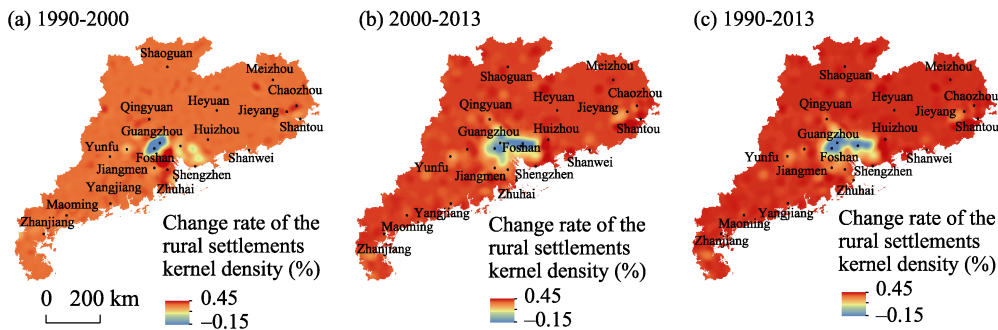 (a) 1990-2000
Shaoguan
Meizhou
Chaozhou
Heyuan
Jieyang
Qingyuan
Shantou
Guangzhou
Huizhou
Yunfu
Foshan
Shanwei
Jiangmen
Shengzhen
Yangjiang
Zhuhai
Maoming
Zhanjiang
Change rate of the
rural settlements
kernel density (%)
0 200 km
0.45
–0.15
(b) 2000-2013
Shaoguan
Meizhou
Chaozhou
Heyuan
Jieyang
Qingyuan
Shantou
Guangzhou
Huizhou
Foshan
Yunfu
Shanwei
Jiangmen
Shengzhen
Zhuhai
Yangjiang
Maoming
Zhanjiang
Change rate of the
rural settlements
kernel density (%)
0.45
–0.15
(c) 1990-2013
Shaoguan
Meizhou
Chaozhou
Heyuan
Jieyang
Qingyuan
Shantou
Guangzhou
Huizhou
Foshan
Yunfu
Shanwei
Jiangmen
Shengzhen
Zhuhai
Yangjiang
Maoming
Zhanjiang
Change rate of the
rural settlements
kernel density (%)
0.45
–0.15